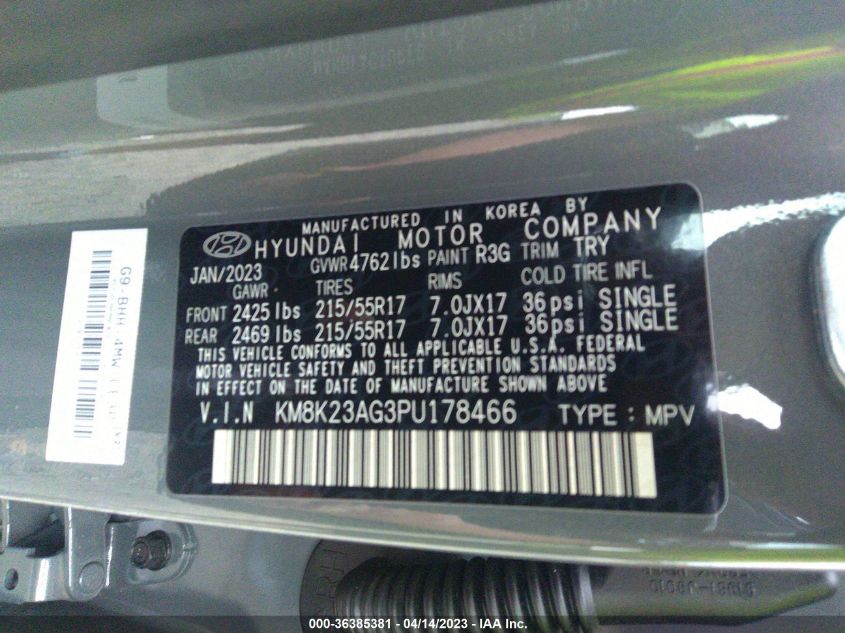 MANUFACTURED IN KOREA BY
HYUNDAI MOTOR COMPANY
JAN/2023 GVWR 4762 lbs PAINT R3G TRIM TRY
GAWR TIRES RIMS COLD TIRE INFL
FRONT 2425 lbs 215/55R17 7.0JX17 36psi SINGLE
REAR 2469 lbs 215/55R17 7.0JX17 36psi SINGLE
THIS VEHICLE CONFORMS TO ALL APPLICABLE U.S.A. FEDERAL
MOTOR VEHICLE SAFETY AND THEFT PREVENTION STANDARDS
IN EFFECT ON THE DATE OF MANUFACTURE SHOWN ABOVE
V.I.N KM8K23AG3PU178466 TYPE : MPV
G9-BHH
RH
000-36385381 - 04/14/2023 - IAA Inc.